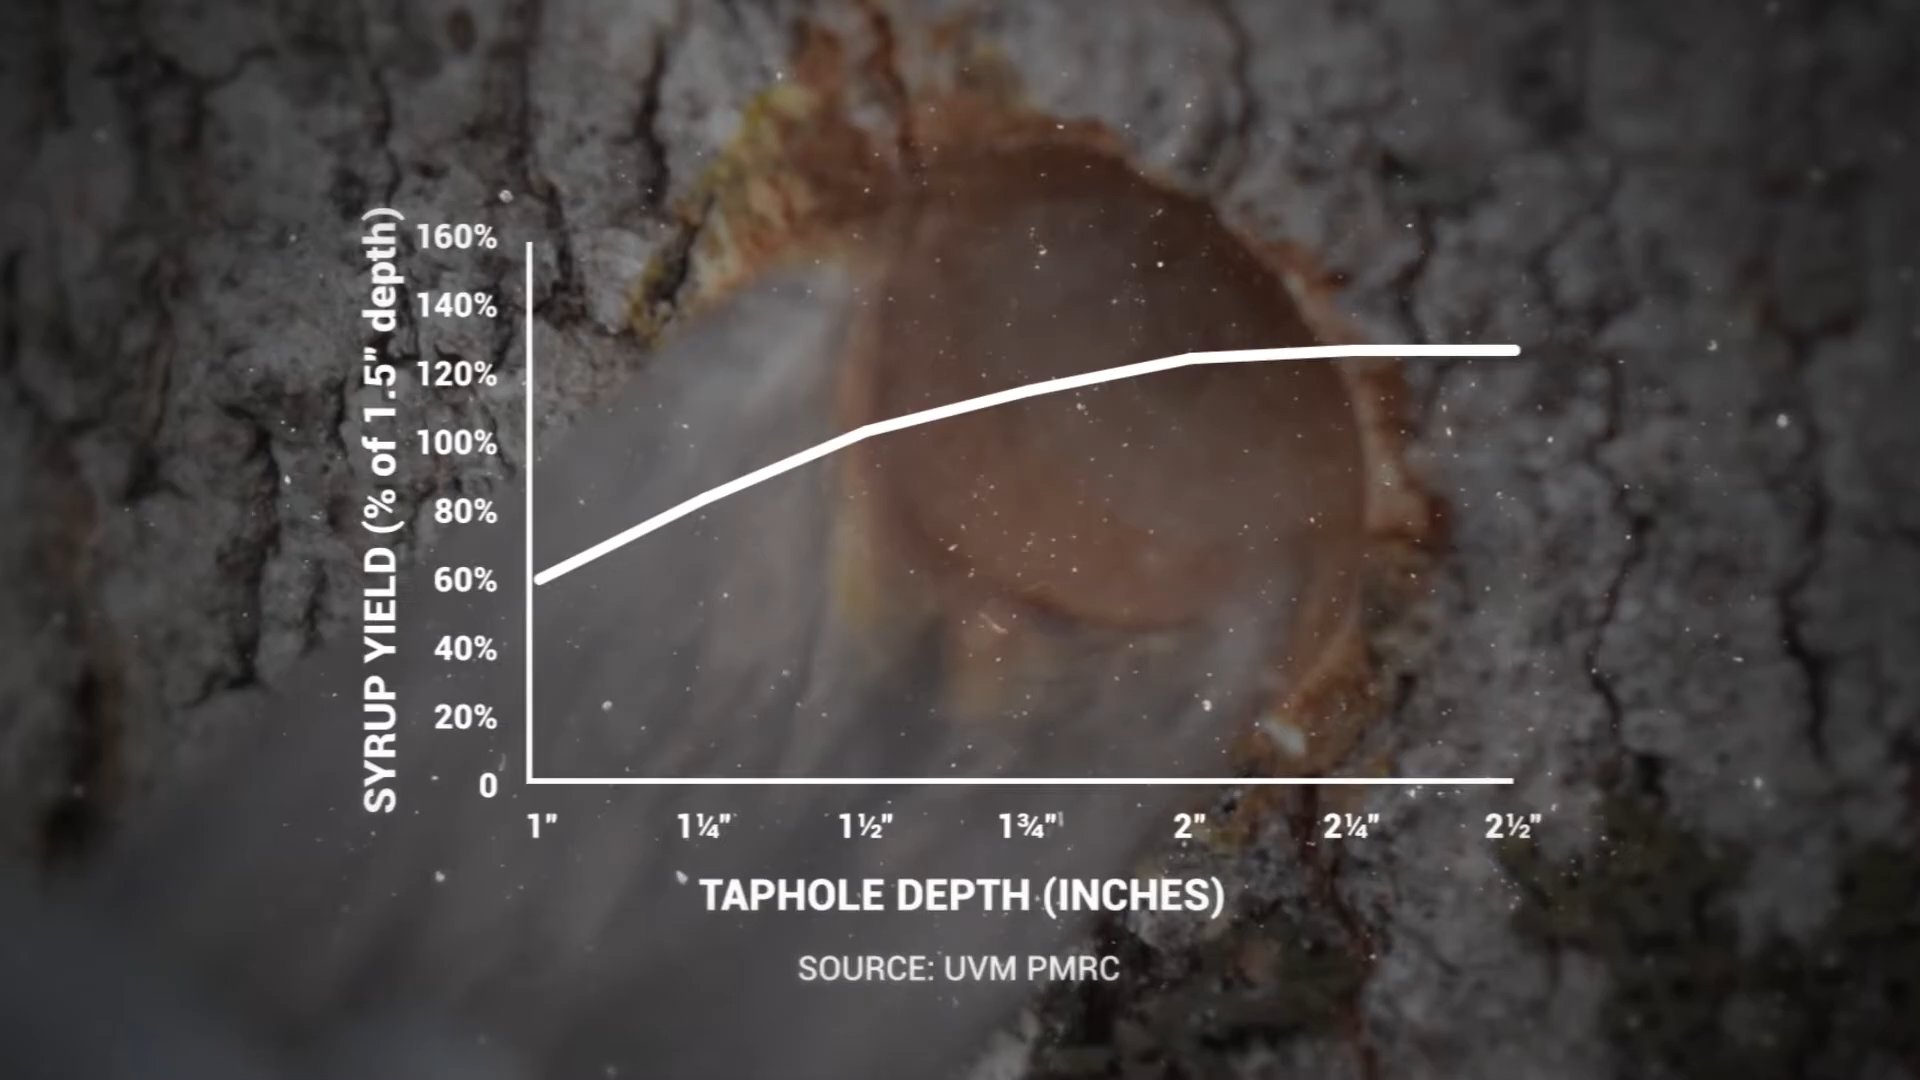 SYRUP YIELD (% of 1.5" depth)
160%
140%
120%
100%
80%
60%
40%
20%
0
1" 1¼" 1½" 1¾" 2" 2¼" 2½"
TAPHOLE DEPTH (INCHES)
SOURCE: UVM PMRC